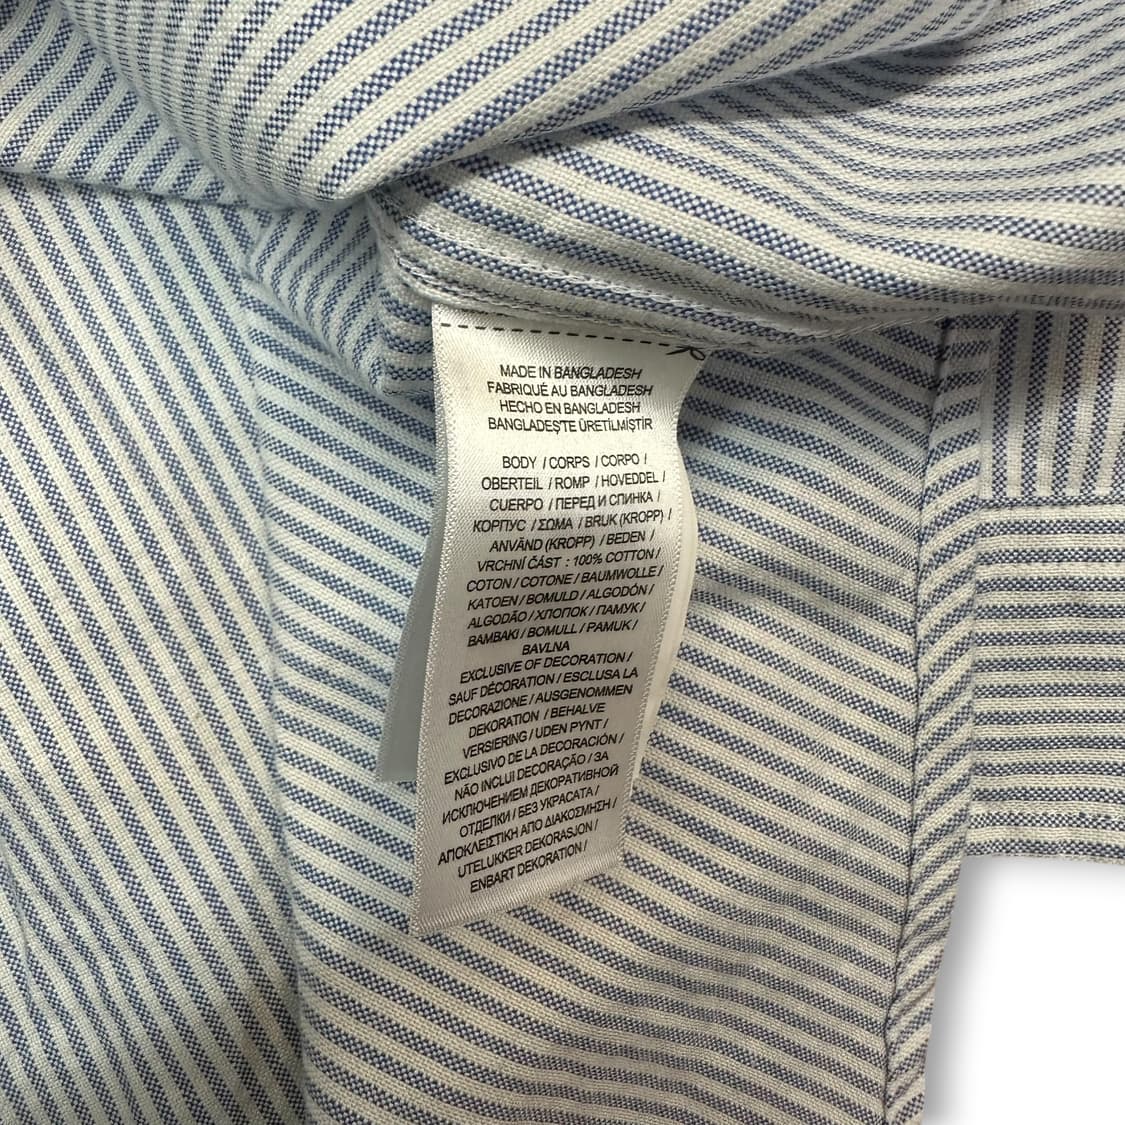 MADE IN BANGLADESH
FABRIQUÉ AU BANGLADESH
HECHO EN BANGLADESH
BANGLADEŞTE ÜRETİLMİŞTİR
BODY / CORPS / CORPO /
OBERTEIL / ROMP / HOVEDDEL /
CUERPO / ПЕРЕД И СПИНКА /
КОРПУС / ΣΩΜΑ / BRUK (KROPP) /
ANVÄND (KROPP) / BEDEN /
VRCHNÍ ČÁST : 100% COTTON /
COTON / COTONE / BAUMWOLLE /
KATOEN / BOMULD / ALGODÓN /
ALGODÃO / ХЛОПОК / ПАМУК /
BAMBAKI / BOMULL / PAMUK /
BAVLNA
EXCLUSIVE OF DECORATION /
SAUF DÉCORATION / ESCLUSA LA
DECORAZIONE / AUSGENOMMEN
DEKORATION / BEHALVE
VERSIERING / UDEN PYNT /
EXCLUSIVO DE LA DECORACIÓN /
NÃO INCLUI DECORAÇÃO / ЗА
ИСКЛЮЧЕНИЕМ ДЕКОРАТИВНОЙ
ОТДЕЛКИ / БЕЗ УКРАСАТА /
ΑΠΟΚΛΕΙΣΤΙΚΗ ΑΠΟ ΔΙΑΚΟΣΜΗΣΗ /
UTELUKKER DEKORASJON /
ENBART DEKORATION /